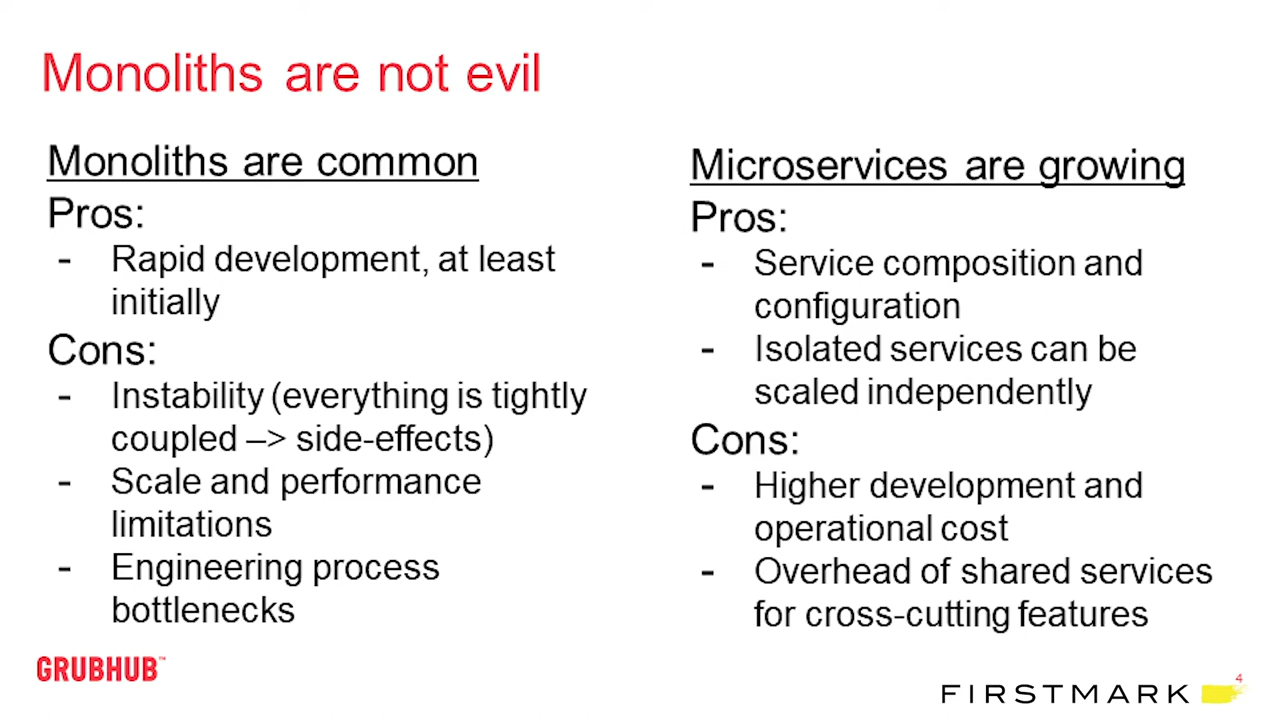 Monoliths are not evil
Monoliths are common
Pros:
- Rapid development, at least
initially
Cons:
- Instability (everything is tightly
coupled –> side-effects)
- Scale and performance
limitations
- Engineering process
bottlenecks
Microservices are growing
Pros:
- Service composition and
configuration
- Isolated services can be
scaled independently
Cons:
- Higher development and
operational cost
- Overhead of shared services
for cross-cutting features
GRUBHUB™
4
FIRSTMARK